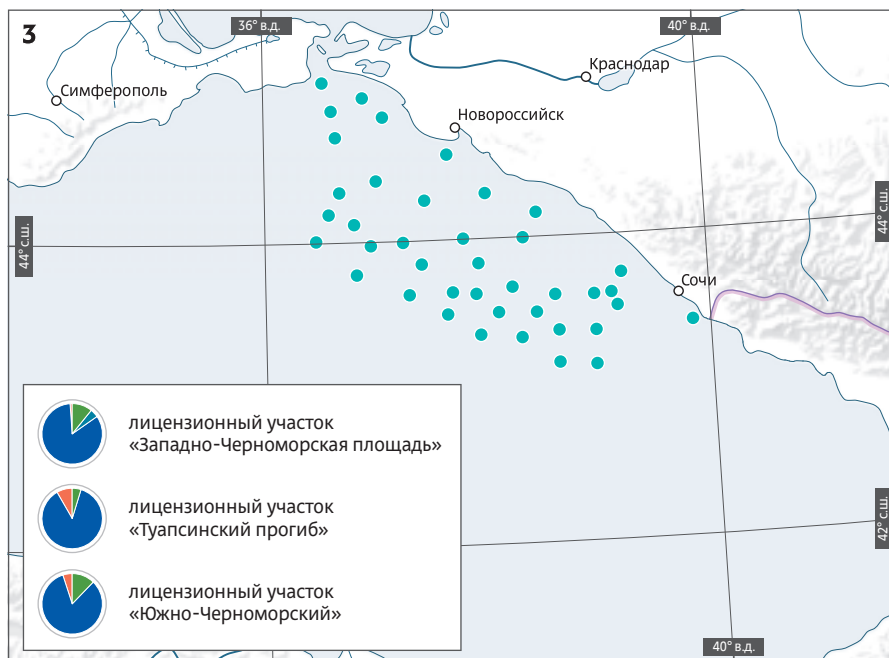 3
36° в.д.
40° в.д.
Симферополь
Краснодар
Новороссийск
44° с.ш.
44° с.ш.
Сочи
лицензионный участок
«Западно-Черноморская площадь»
лицензионный участок
«Туапсинский прогиб»
42° с.ш.
лицензионный участок
«Южно-Черноморский»
40° в.д.